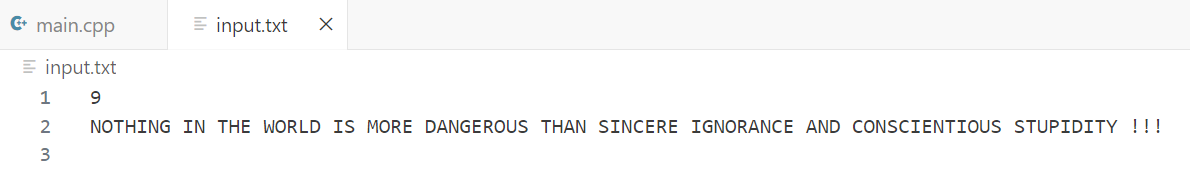 main.cpp input.txt
input.txt
1 9
2 NOTHING IN THE WORLD IS MORE DANGEROUS THAN SINCERE IGNORANCE AND CONSCIENTIOUS STUPIDITY !!!
3